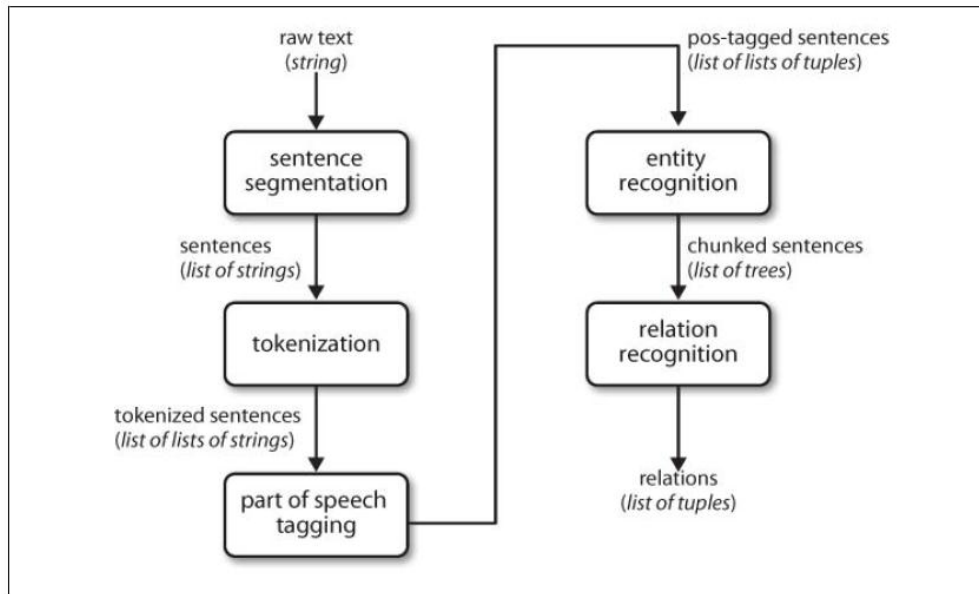 raw text
(string)
sentence
segmentation
sentences
(list of strings)
tokenization
tokenized sentences
(list of lists of strings)
part of speech
tagging
pos-tagged sentences
(list of lists of tuples)
entity
recognition
chunked sentences
(list of trees)
relation
recognition
relations
(list of tuples)